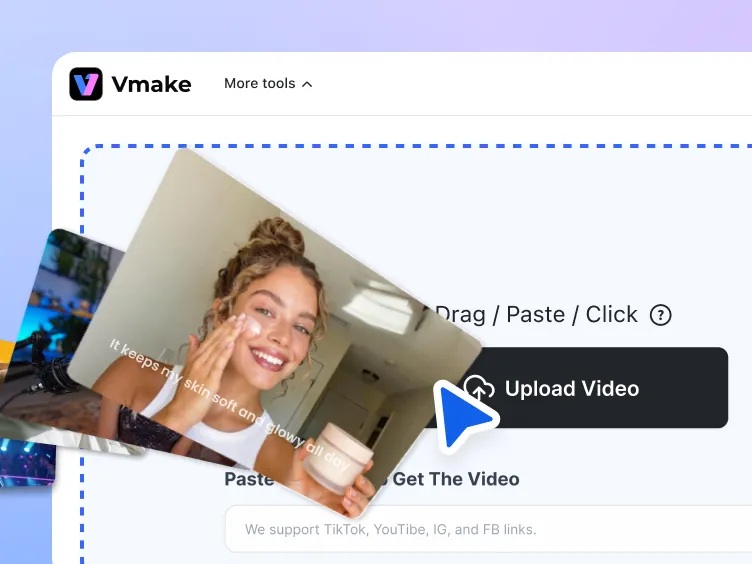 Vmake
More tools
Drag / Paste / Click ?
Upload Video
It keeps my skin soft and glowy all day
Paste Get The Video
We support TikTok, YouTibe, IG, and FB links.